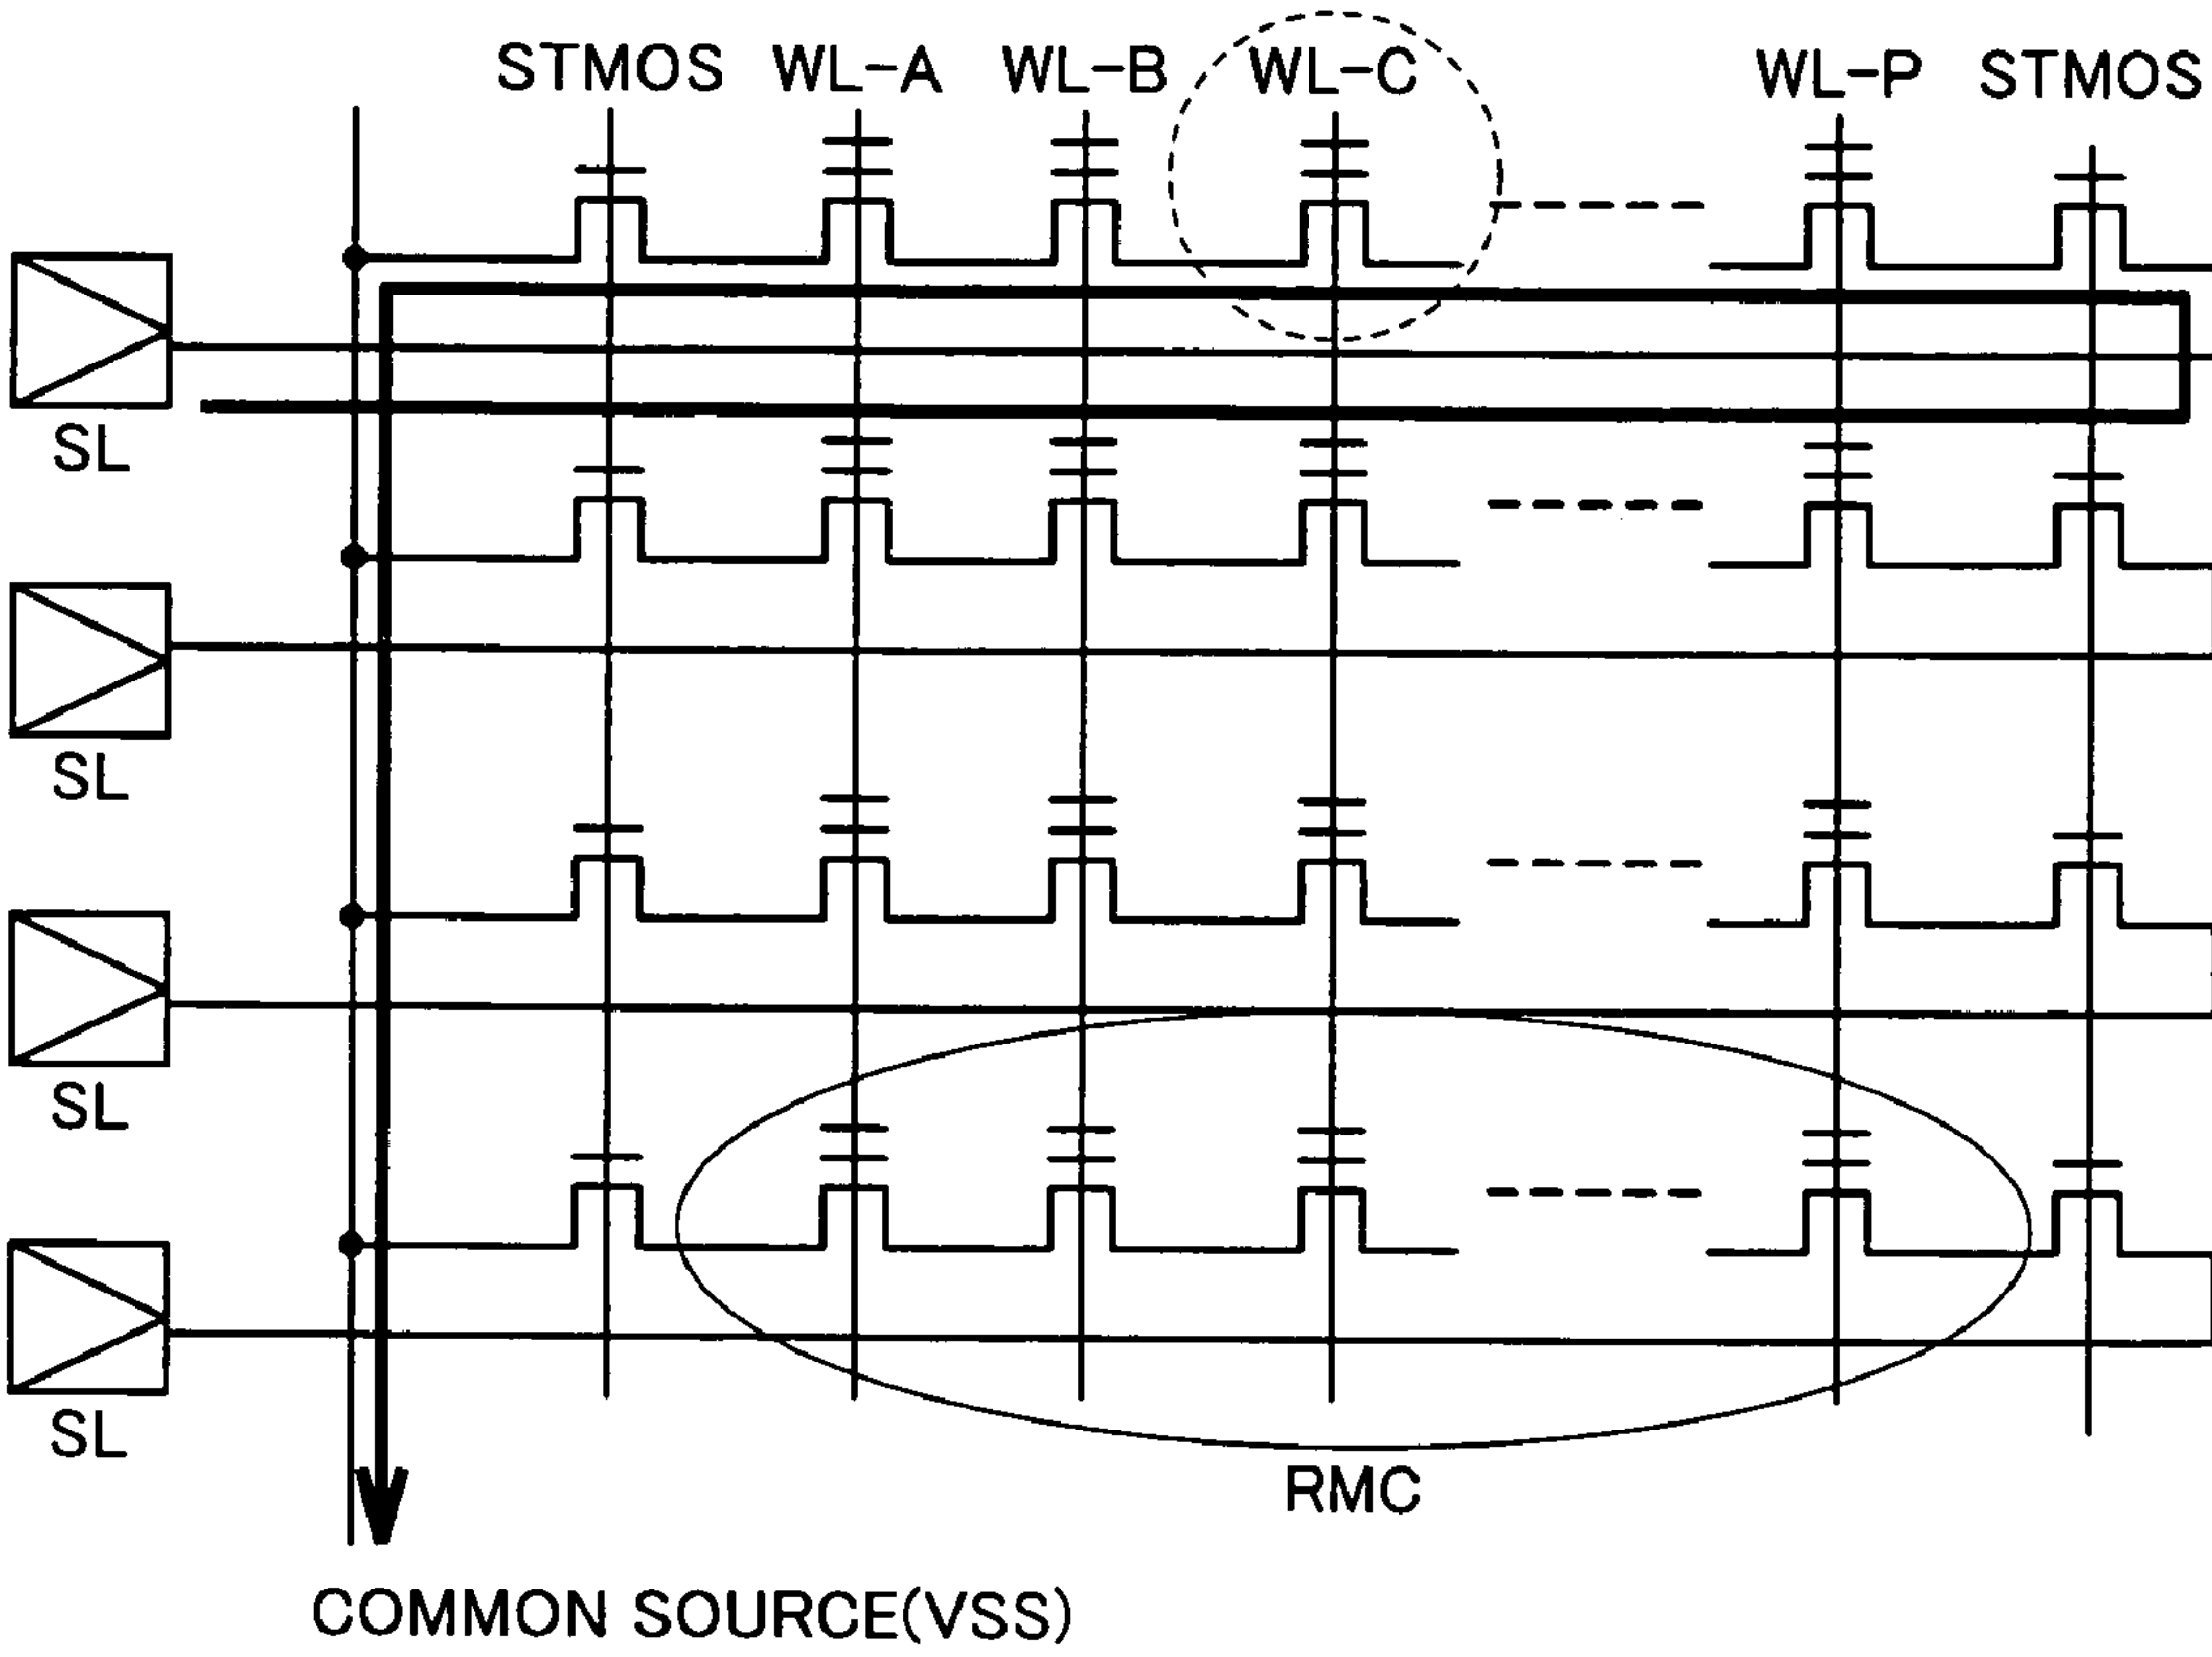 STMOS WL-A WL-B WL-C WL-P STMOS
SL
SL
SL
SL
RMC
COMMON SOURCE(VSS)